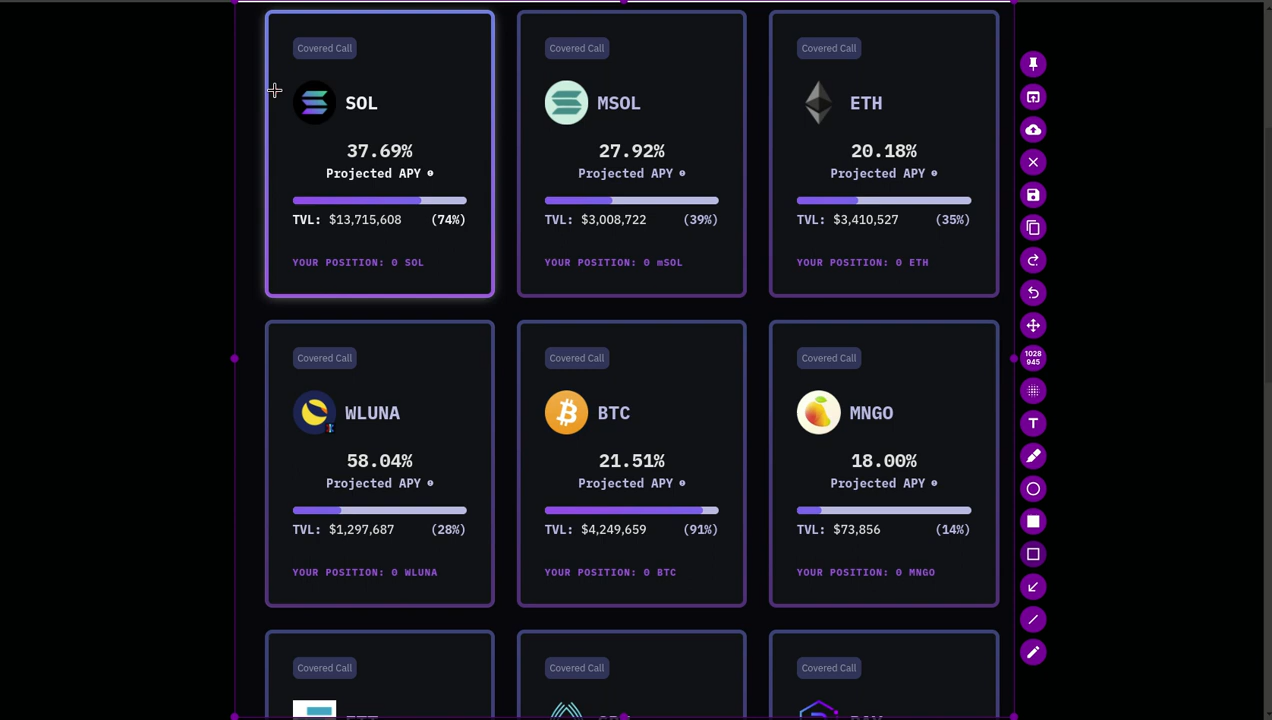 Covered Call
SOL
37.69%
Projected APY
TVL: $13,715,608 (74%)
YOUR POSITION: 0 SOL
Covered Call
MSOL
27.92%
Projected APY
TVL: $3,008,722 (39%)
YOUR POSITION: 0 mSOL
Covered Call
ETH
20.18%
Projected APY
TVL: $3,410,527 (35%)
YOUR POSITION: 0 ETH
Covered Call
WLUNA
58.04%
Projected APY
TVL: $1,297,687 (28%)
YOUR POSITION: 0 WLUNA
Covered Call
BTC
21.51%
Projected APY
TVL: $4,249,659 (91%)
YOUR POSITION: 0 BTC
Covered Call
MNGO
18.00%
Projected APY
TVL: $73,856 (14%)
YOUR POSITION: 0 MNGO
Covered Call
Covered Call
Covered Call
1028
945
T